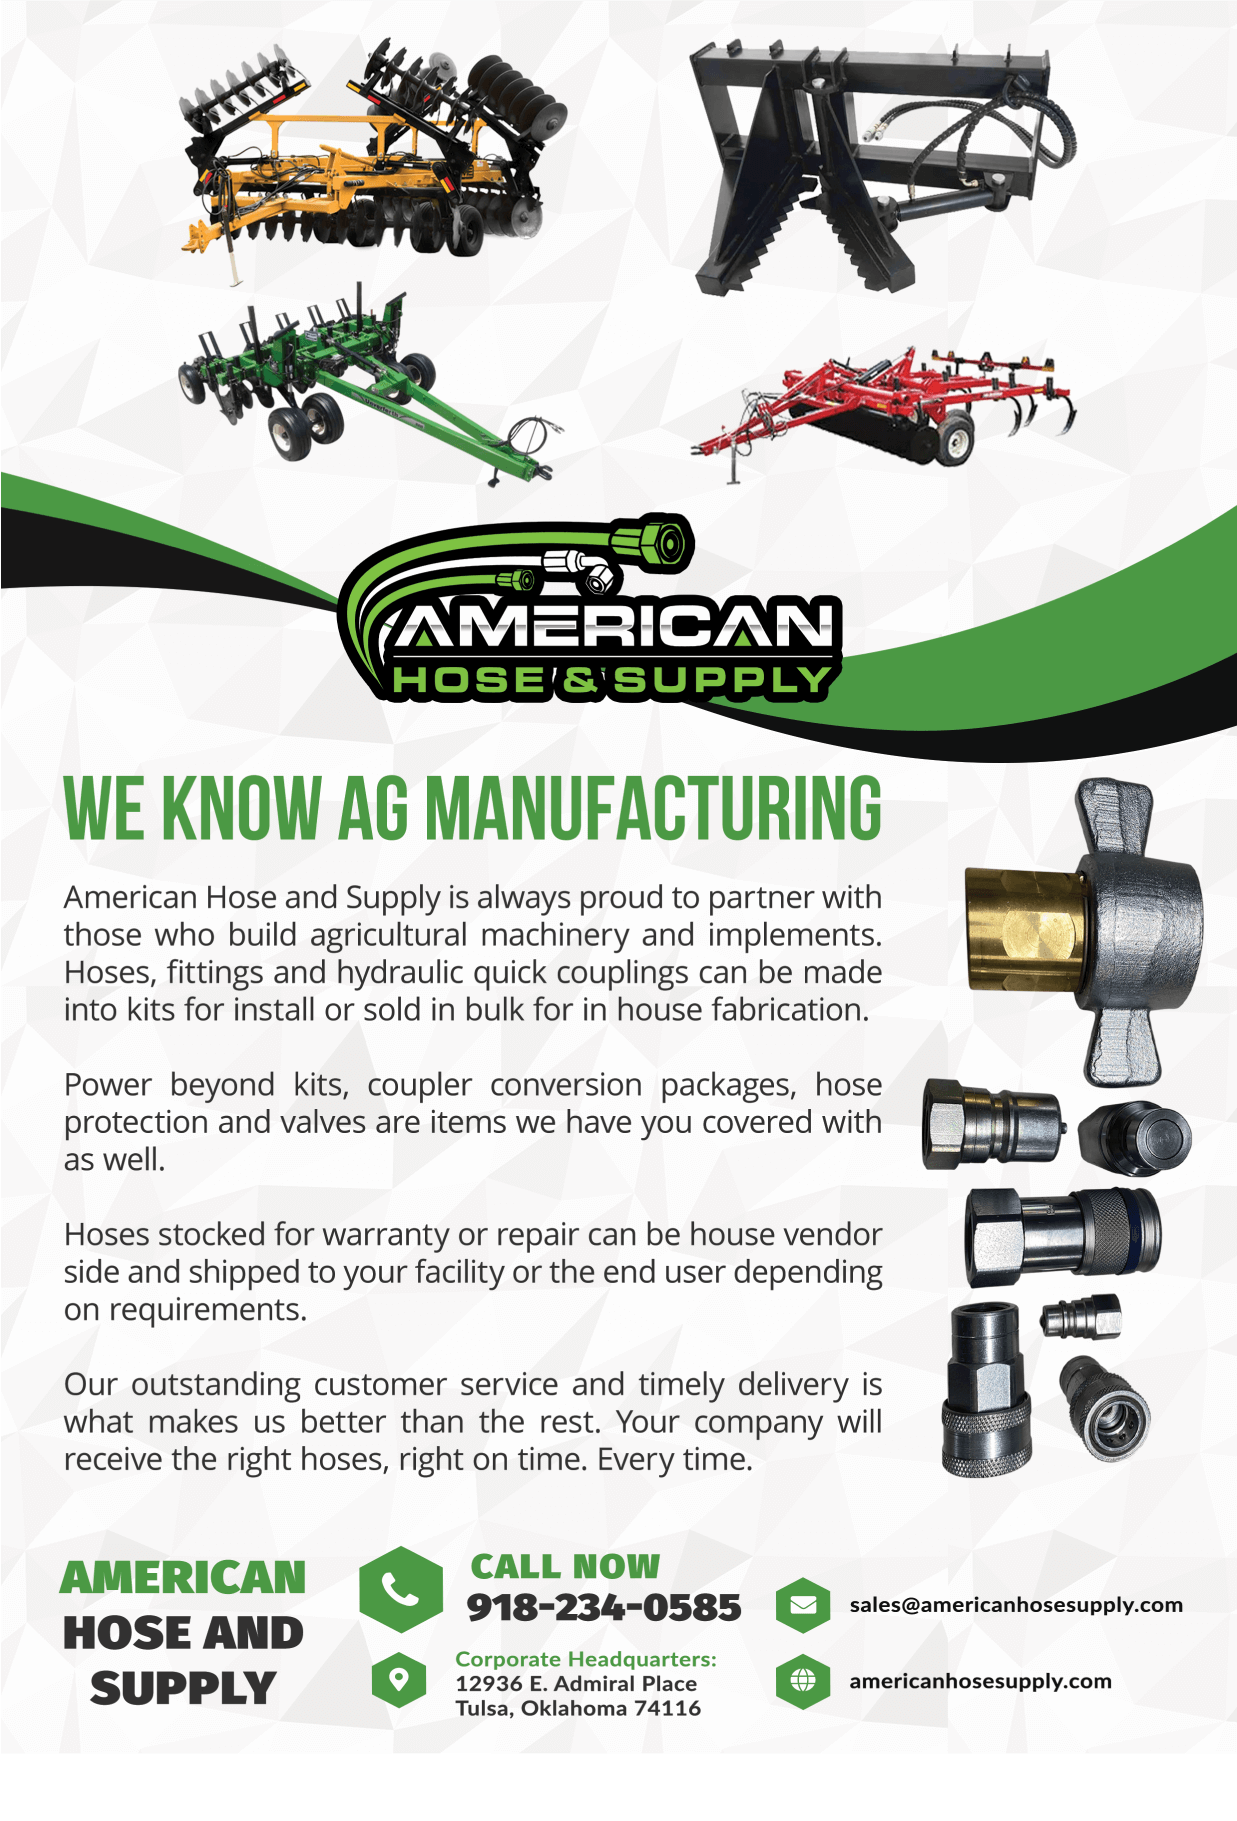 AMERICAN
HOSE & SUPPLY
WE KNOW AG MANUFACTURING
American Hose and Supply is always proud to partner with
those who build agricultural machinery and implements.
Hoses, fittings and hydraulic quick couplings can be made
into kits for install or sold in bulk for in house fabrication.
Power beyond kits, coupler conversion packages, hose
protection and valves are items we have you covered with
as well.
Hoses stocked for warranty or repair can be house vendor
side and shipped to your facility or the end user depending
on requirements.
Our outstanding customer service and timely delivery is
what makes us better than the rest. Your company will
receive the right hoses, right on time. Every time.
AMERICAN
HOSE AND
SUPPLY
CALL NOW
918-234-0585
Corporate Headquarters:
12936 E. Admiral Place
Tulsa, Oklahoma 74116
sales@americanhosesupply.com
americanhosesupply.com